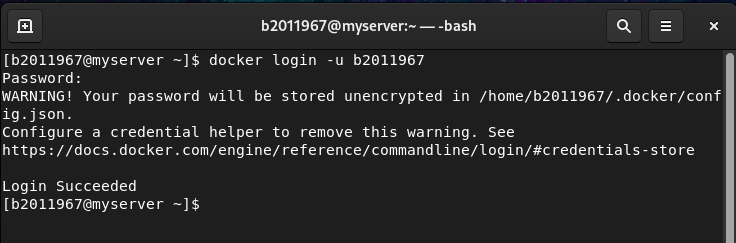 b2011967@myserver:~ — -bash
[b2011967@myserver ~]$ docker login -u b2011967
Password:
WARNING! Your password will be stored unencrypted in /home/b2011967/.docker/conf
ig.json.
Configure a credential helper to remove this warning. See
https://docs.docker.com/engine/reference/commandline/login/#credentials-store
Login Succeeded
[b2011967@myserver ~]$